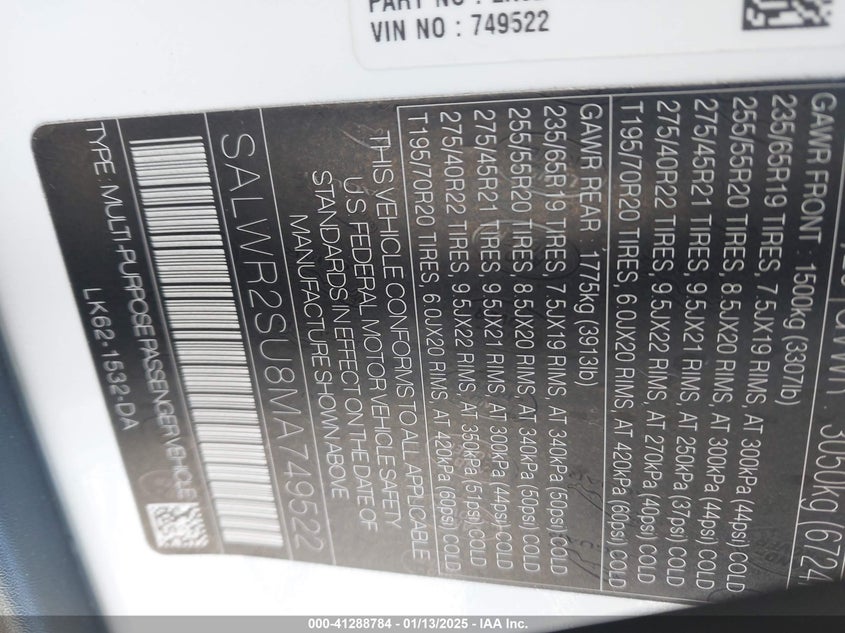 VIN NO : 749522
: 3050kg (6724
GAWR FRONT : 1500kg (3307lb)
235/65R19 TIRES, 7.5JX19 RIMS, AT 300kPa (44psi) COLD
255/55R20 TIRES, 8.5JX20 RIMS, AT 300kPa (44psi) COLD
275/45R21 TIRES, 9.5JX21 RIMS, AT 250kPa (37psi) COLD
275/40R22 TIRES, 9.5JX22 RIMS, AT 270kPa (40psi) COLD
T195/70R20 TIRES, 6.0JX20 RIMS, AT 420kPa (60psi) COLD
GAWR REAR : 1775kg (3913lb)
235/65R19 TIRES, 7.5JX19 RIMS, AT 340kPa (50psi) COLD
255/55R20 TIRES, 8.5JX20 RIMS, AT 340kPa (50psi) COLD
275/45R21 TIRES, 9.5JX21 RIMS, AT 300kPa (44psi) COLD
275/40R22 TIRES, 9.5JX22 RIMS, AT 350kPa (51psi) COLD
T195/70R20 TIRES, 6.0JX20 RIMS, AT 420kPa (60psi) COLD
THIS VEHICLE CONFORMS TO ALL APPLICABLE
U.S FEDERAL MOTOR VEHICLE SAFETY
STANDARDS IN EFFECT ON THE DATE OF
MANUFACTURE SHOWN ABOVE
SALWR2SU8MA749522
TYPE: MULTI-PURPOSE PASSENGER VEHICLE
LK62-1532-DA
000-41288784 - 01/13/2025 - IAA Inc.